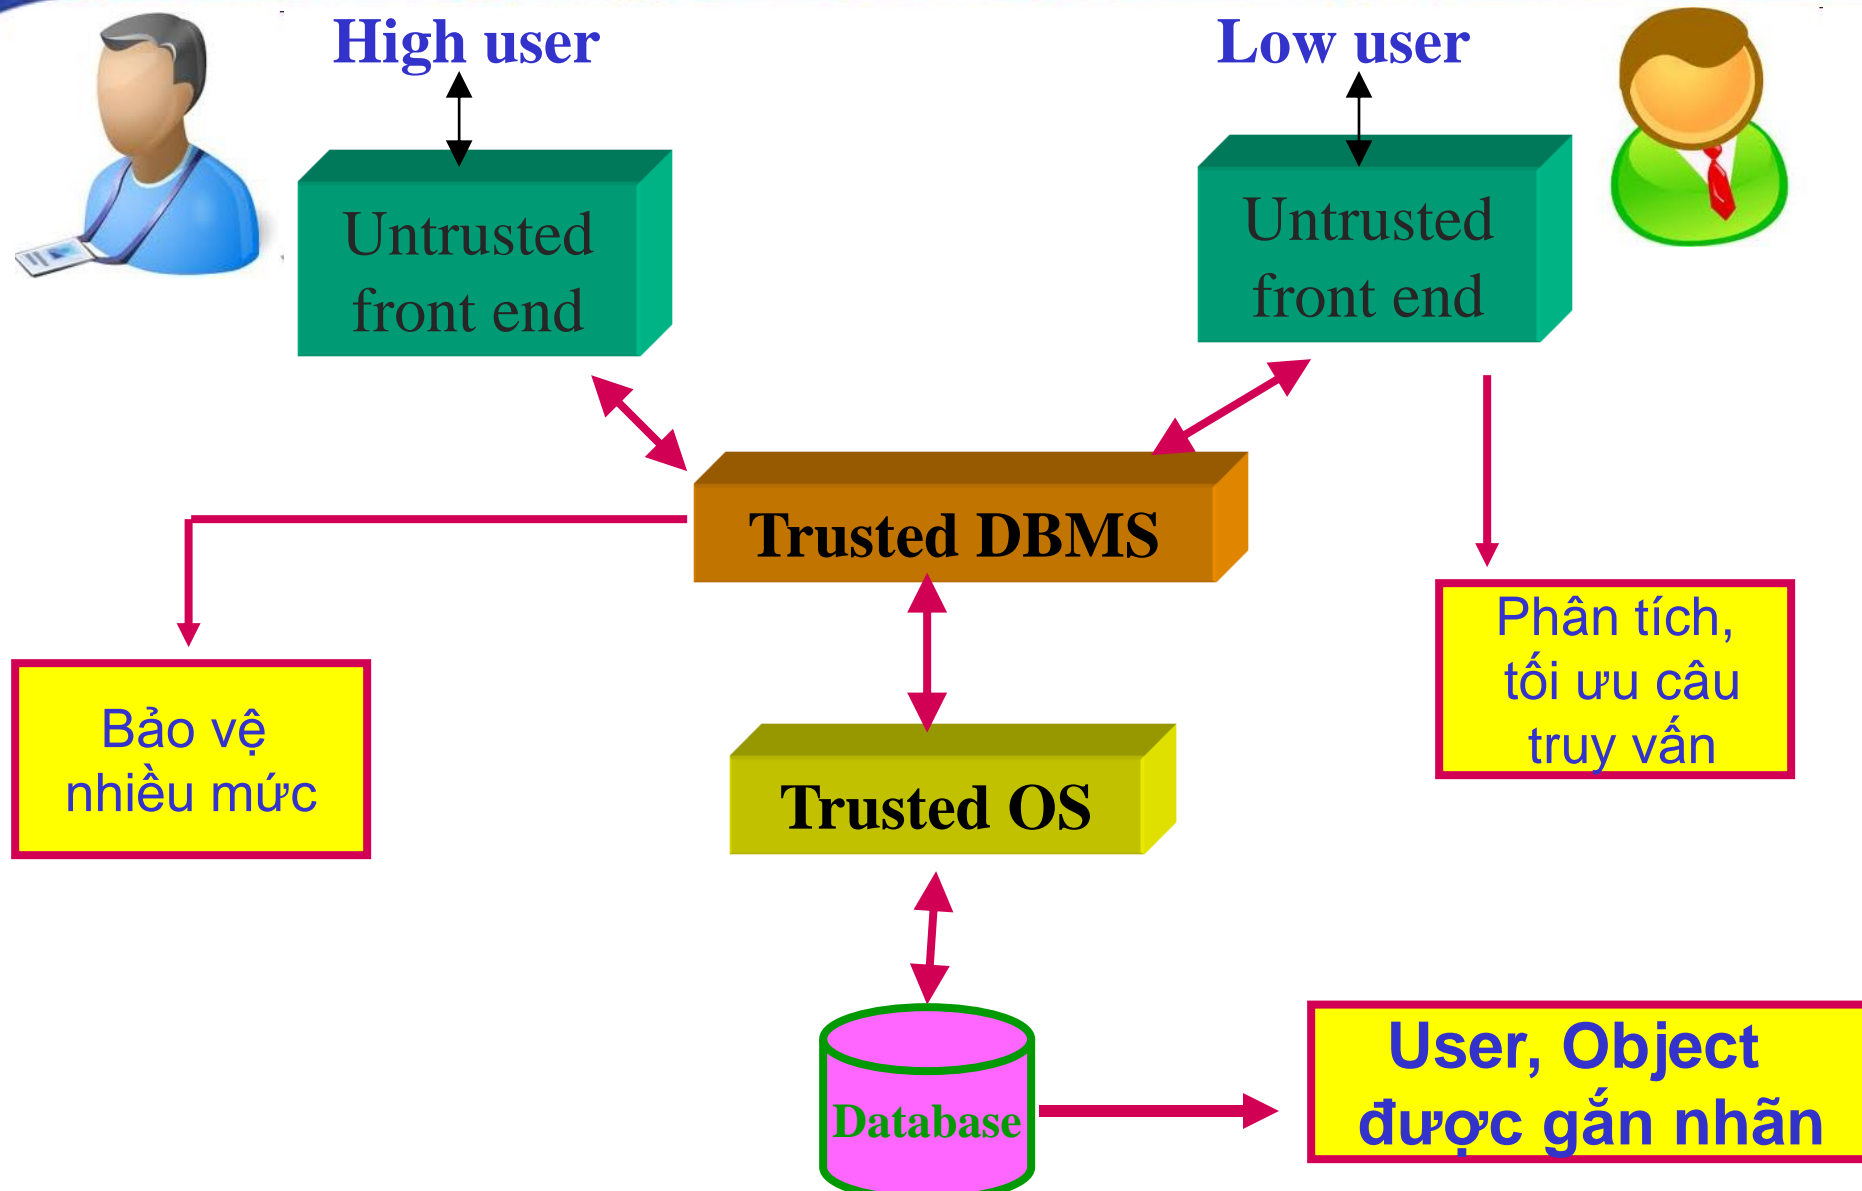 High user
Low user
Untrusted
front end
Untrusted
front end
Trusted DBMS
Phân tích,
tối ưu câu
truy vấn
Bảo vệ
nhiều mức
Trusted OS
Database
User, Object
được gắn nhãn